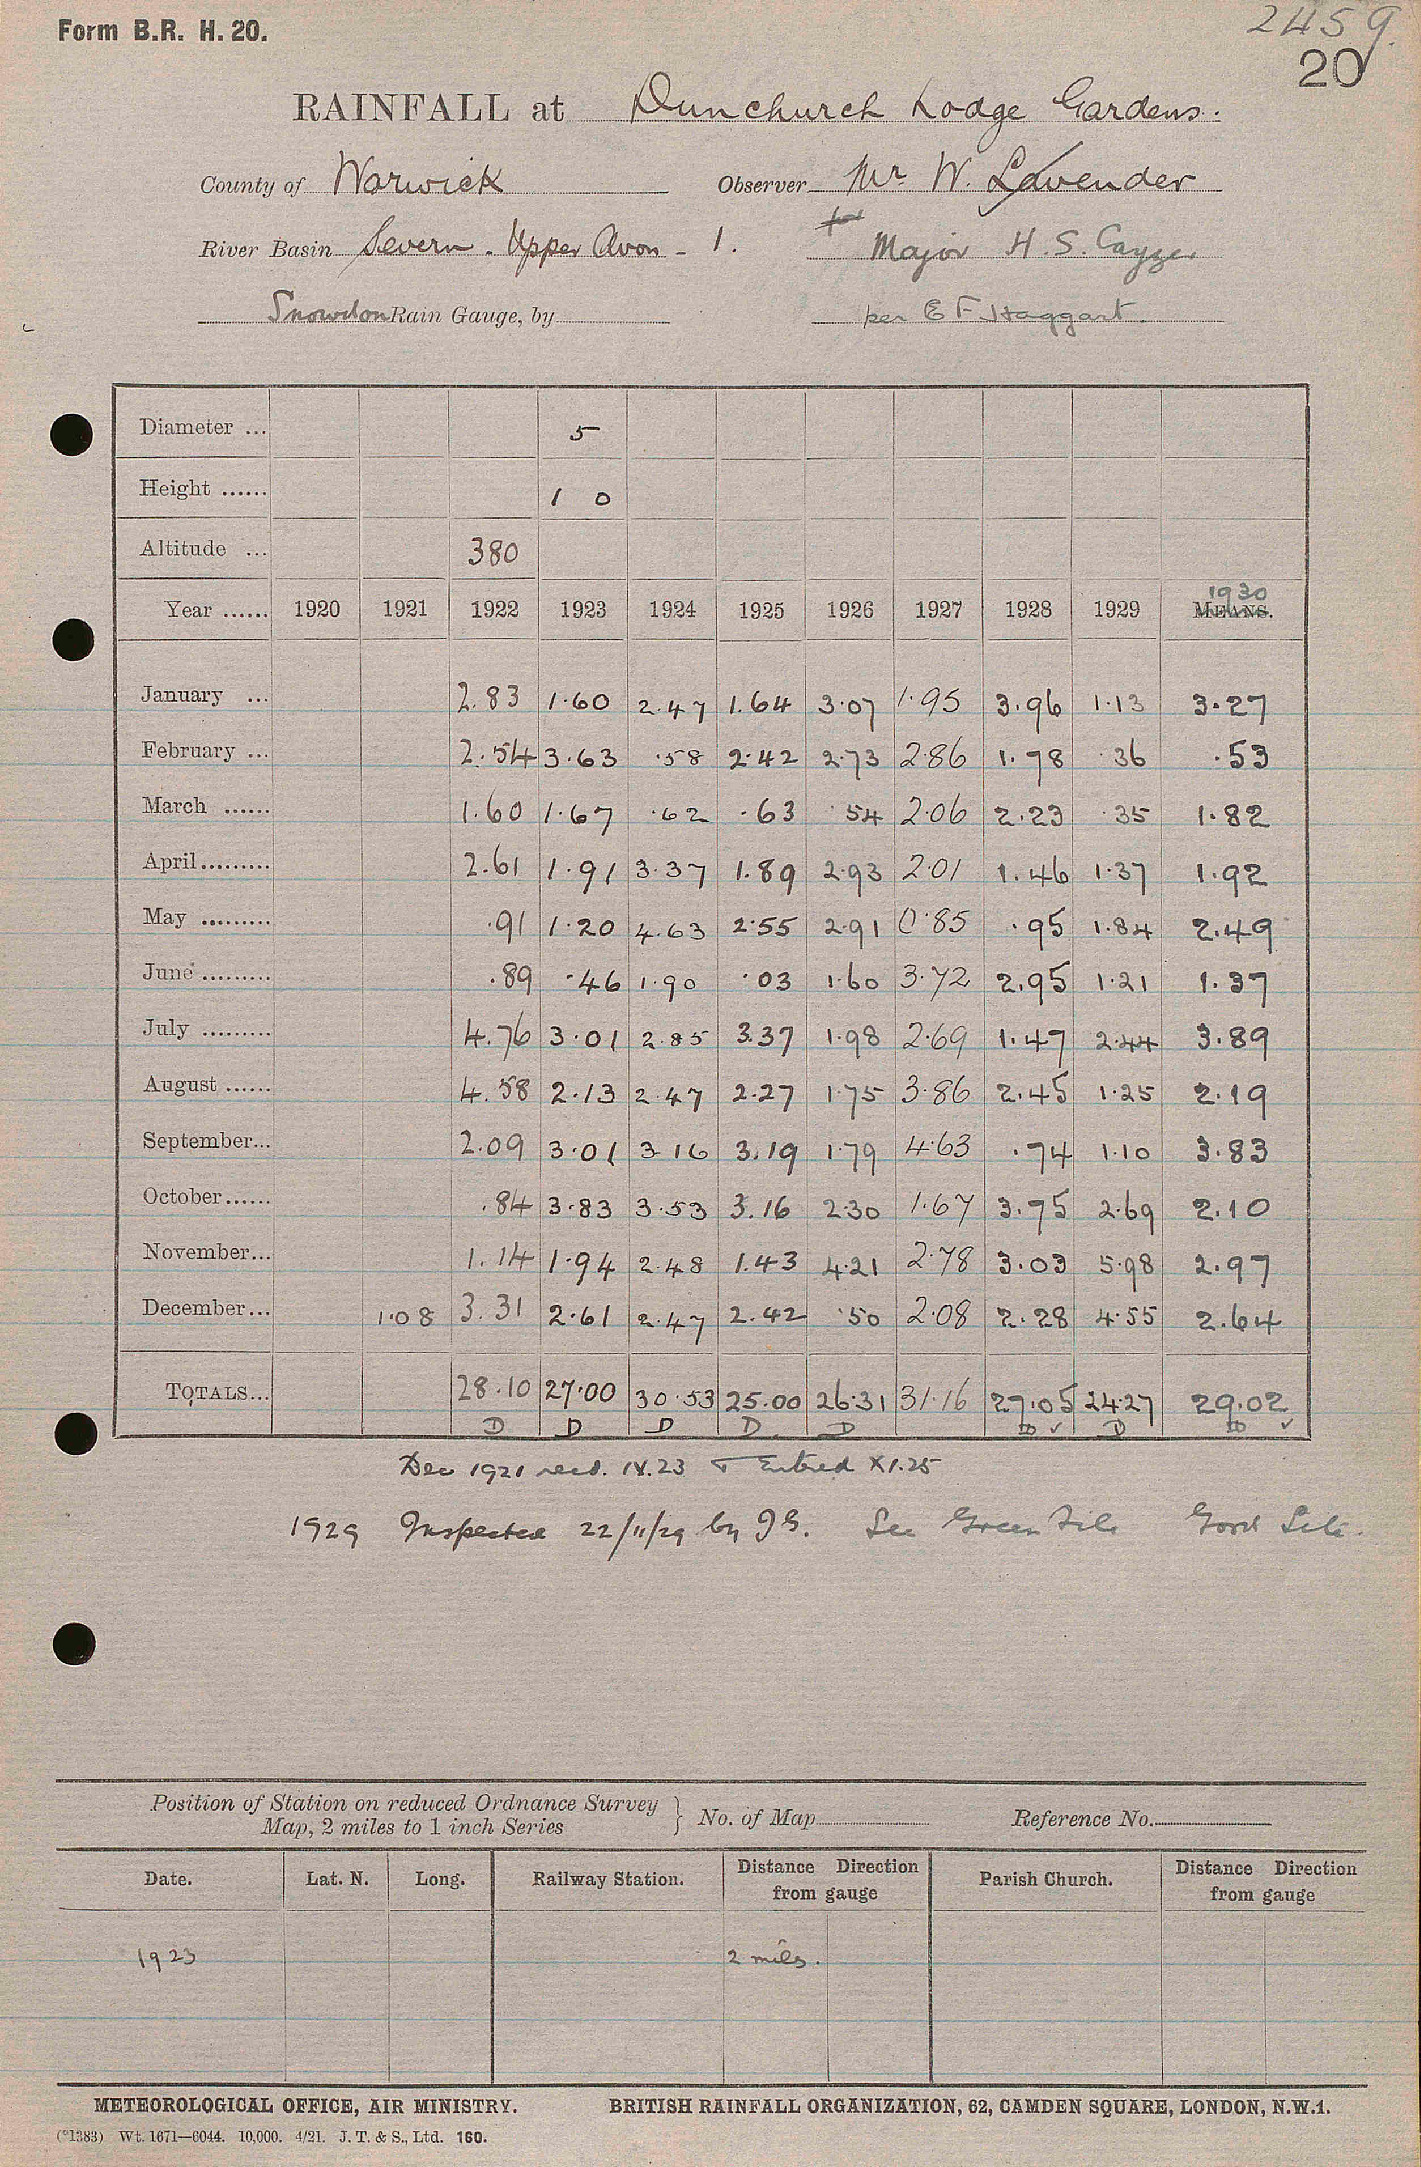 Form B.R. H. 20.
2459.
20
RAINFALL at Dunchurch Lodge Gardens.
County of Warwick Observer Mr. W. Lavender
for
River Basin Severn. Upper Avon - 1. Major H. S. Cayzer
Snowdon Rain Gauge, by per E F Haggart.
Diameter ... 5
Height ...... 1 0
Altitude ... 380
1930
Year ...... 1920 1921 1922 1923 1924 1925 1926 1927 1928 1929 MEANS.
January ... 2.83 1.60 2.47 1.64 3.07 1.95 3.96 1.13 3.27
February ... 2.54 3.63 .58 2.42 2.73 2.86 1.78 .36 .53
March ...... 1.60 1.67 .62 .63 .54 2.06 2.23 .35 1.82
April......... 2.61 1.91 3.37 1.89 2.93 2.01 1.46 1.37 1.92
May ......... .91 1.20 4.63 2.55 2.91 0.85 .95 1.84 2.49
June ......... .89 .46 1.90 .03 1.60 3.72 2.95 1.21 1.37
July ......... 4.76 3.01 2.85 3.37 1.98 2.69 1.47 2.44 3.89
August ...... 4.58 2.13 2.47 2.27 1.75 3.86 2.45 1.25 2.19
September... 2.09 3.01 3.16 3.19 1.79 4.63 .74 1.10 3.83
October...... .84 3.83 3.53 3.16 2.30 1.67 3.75 2.69 2.10
November... 1.14 1.94 2.48 1.43 4.21 2.78 3.03 5.98 2.97
December... 1.08 3.31 2.61 2.47 2.42 .50 2.08 2.28 4.55 2.64
TOTALS... 28.10 27.00 30.53 25.00 26.31 31.16 27.05 24.27 29.02
D D D D D D ✓ D D ✓
Dec 1921 recd. IV.23 & Entered X1.25
1929 Inspected 22/11/29 by J G. See Green File Good Site.
Position of Station on reduced Ordnance Survey
Map, 2 miles to 1 inch Series } No. of Map Reference No.
Date. Lat. N. Long. Railway Station. Distance Direction from gauge Parish Church. Distance Direction from gauge
1923 2 miles.
METEOROLOGICAL OFFICE, AIR MINISTRY. BRITISH RAINFALL ORGANIZATION, 62, CAMDEN SQUARE, LONDON, N.W.1.
(*1383) Wt. 1671—6044. 10,000. 4/21. J. T. & S., Ltd. 160.